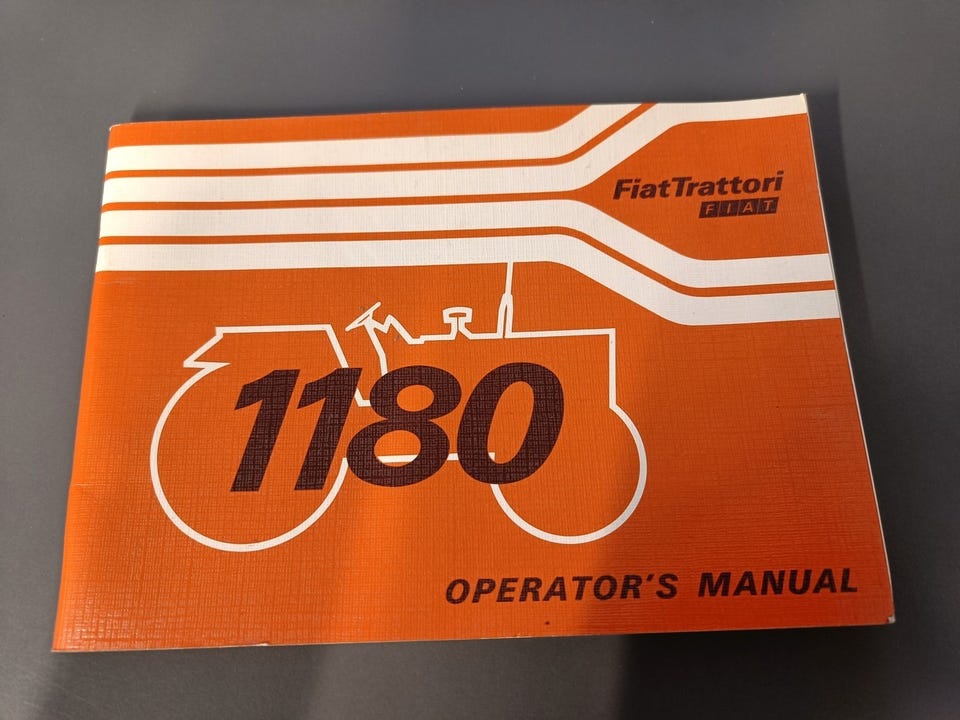 FiatTrattori
FIAT
1180
OPERATOR'S MANUAL